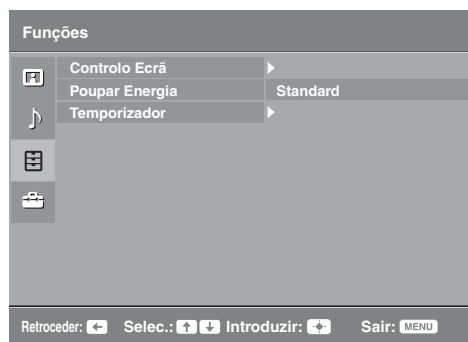 Funções
Controlo Ecrã
Poupar Energia Standard
Temporizador
Retroceder: Selec.: Introduzir: Sair: MENU